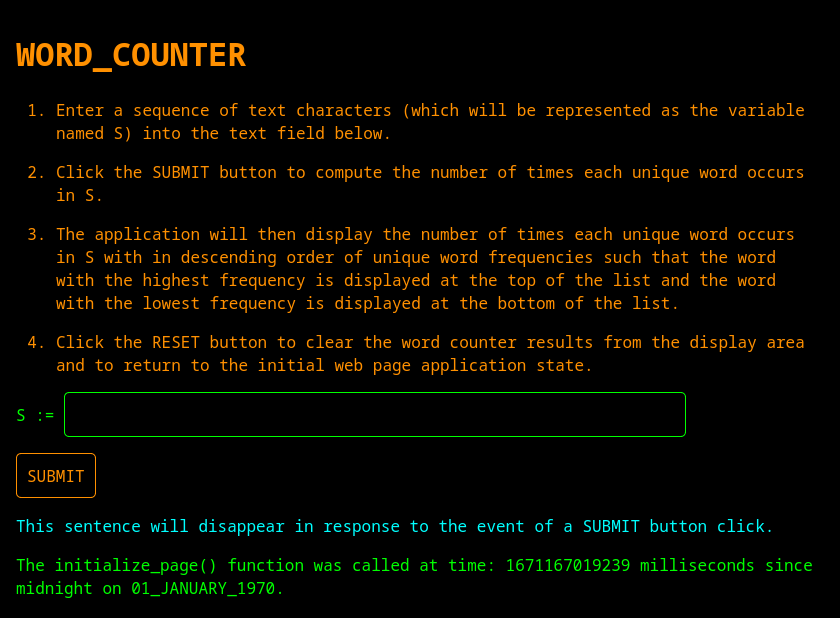 WORD_COUNTER
1. Enter a sequence of text characters (which will be represented as the variable
named S) into the text field below.
2. Click the SUBMIT button to compute the number of times each unique word occurs
in S.
3. The application will then display the number of times each unique word occurs
in S with in descending order of unique word frequencies such that the word
with the highest frequency is displayed at the top of the list and the word
with the lowest frequency is displayed at the bottom of the list.
4. Click the RESET button to clear the word counter results from the display area
and to return to the initial web page application state.
S :=
SUBMIT
This sentence will disappear in response to the event of a SUBMIT button click.
The initialize_page() function was called at time: 1671167019239 milliseconds since
midnight on 01_JANUARY_1970.